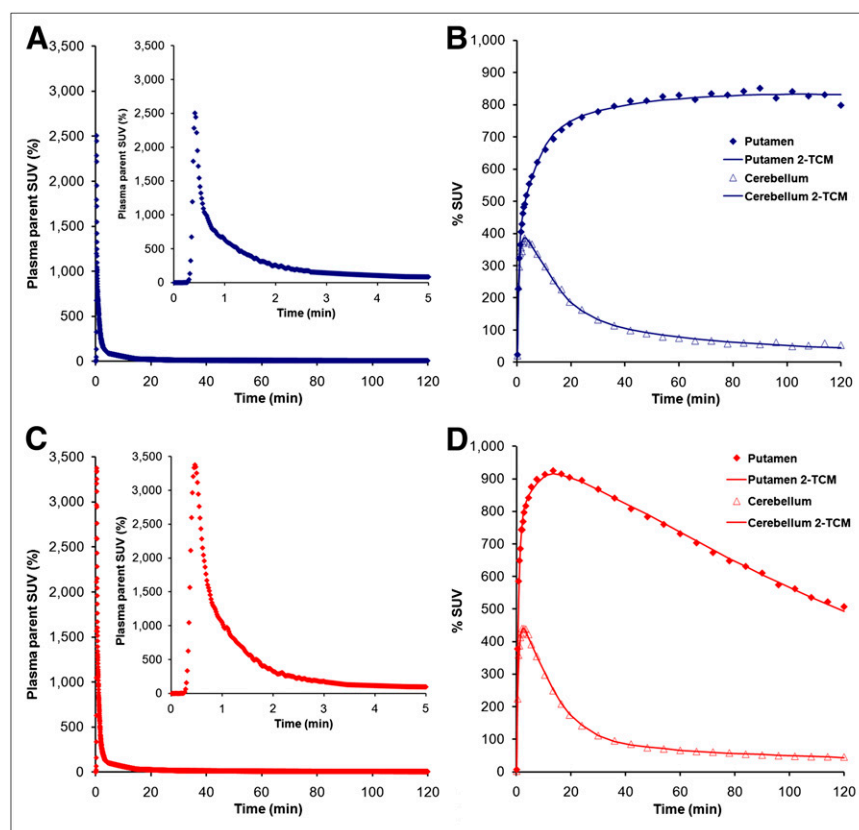 A
Plasma parent SUV (%)
3,500
3,000
2,500
2,000
1,500
1,000
500
0
0 20 40 60 80 100 120
Time (min)
Plasma parent SUV (%)
3,500
3,000
2,500
2,000
1,500
1,000
500
0
0 1 2 3 4 5
Time (min)
B
% SUV
1,000
900
800
700
600
500
400
300
200
100
0
0 20 40 60 80 100 120
Time (min)
Putamen
Putamen 2-TCM
Cerebellum
Cerebellum 2-TCM
C
Plasma parent SUV (%)
3,500
3,000
2,500
2,000
1,500
1,000
500
0
0 20 40 60 80 100 120
Time (min)
Plasma parent SUV (%)
3,500
3,000
2,500
2,000
1,500
1,000
500
0
0 1 2 3 4 5
Time (min)
D
% SUV
1,000
900
800
700
600
500
400
300
200
100
0
0 20 40 60 80 100 120
Time (min)
Putamen
Putamen 2-TCM
Cerebellum
Cerebellum 2-TCM